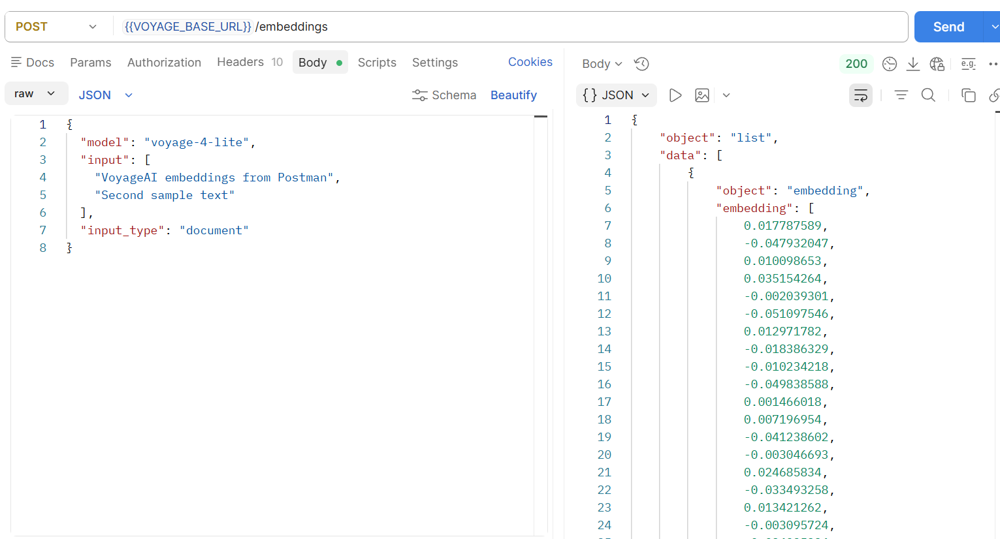 POST {{VOYAGE_BASE_URL}} /embeddings Send
Docs Params Authorization Headers 10 Body Scripts Settings Cookies
raw JSON Schema Beautify
1 {
2 "model": "voyage-4-lite",
3 "input": [
4 "VoyageAI embeddings from Postman",
5 "Second sample text"
6 ],
7 "input_type": "document"
8 }
Body 200 e.g.
{} JSON
1 {
2 "object": "list",
3 "data": [
4 {
5 "object": "embedding",
6 "embedding": [
7 0.017787589,
8 -0.047932047,
9 0.010098653,
10 0.035154264,
11 -0.002039301,
12 -0.051097546,
13 0.012971782,
14 -0.018386329,
15 -0.010234218,
16 -0.049838588,
17 0.001466018,
18 0.007196954,
19 -0.041238602,
20 -0.003046693,
21 0.024685834,
22 -0.033493258,
23 0.013421262,
24 -0.003095724,